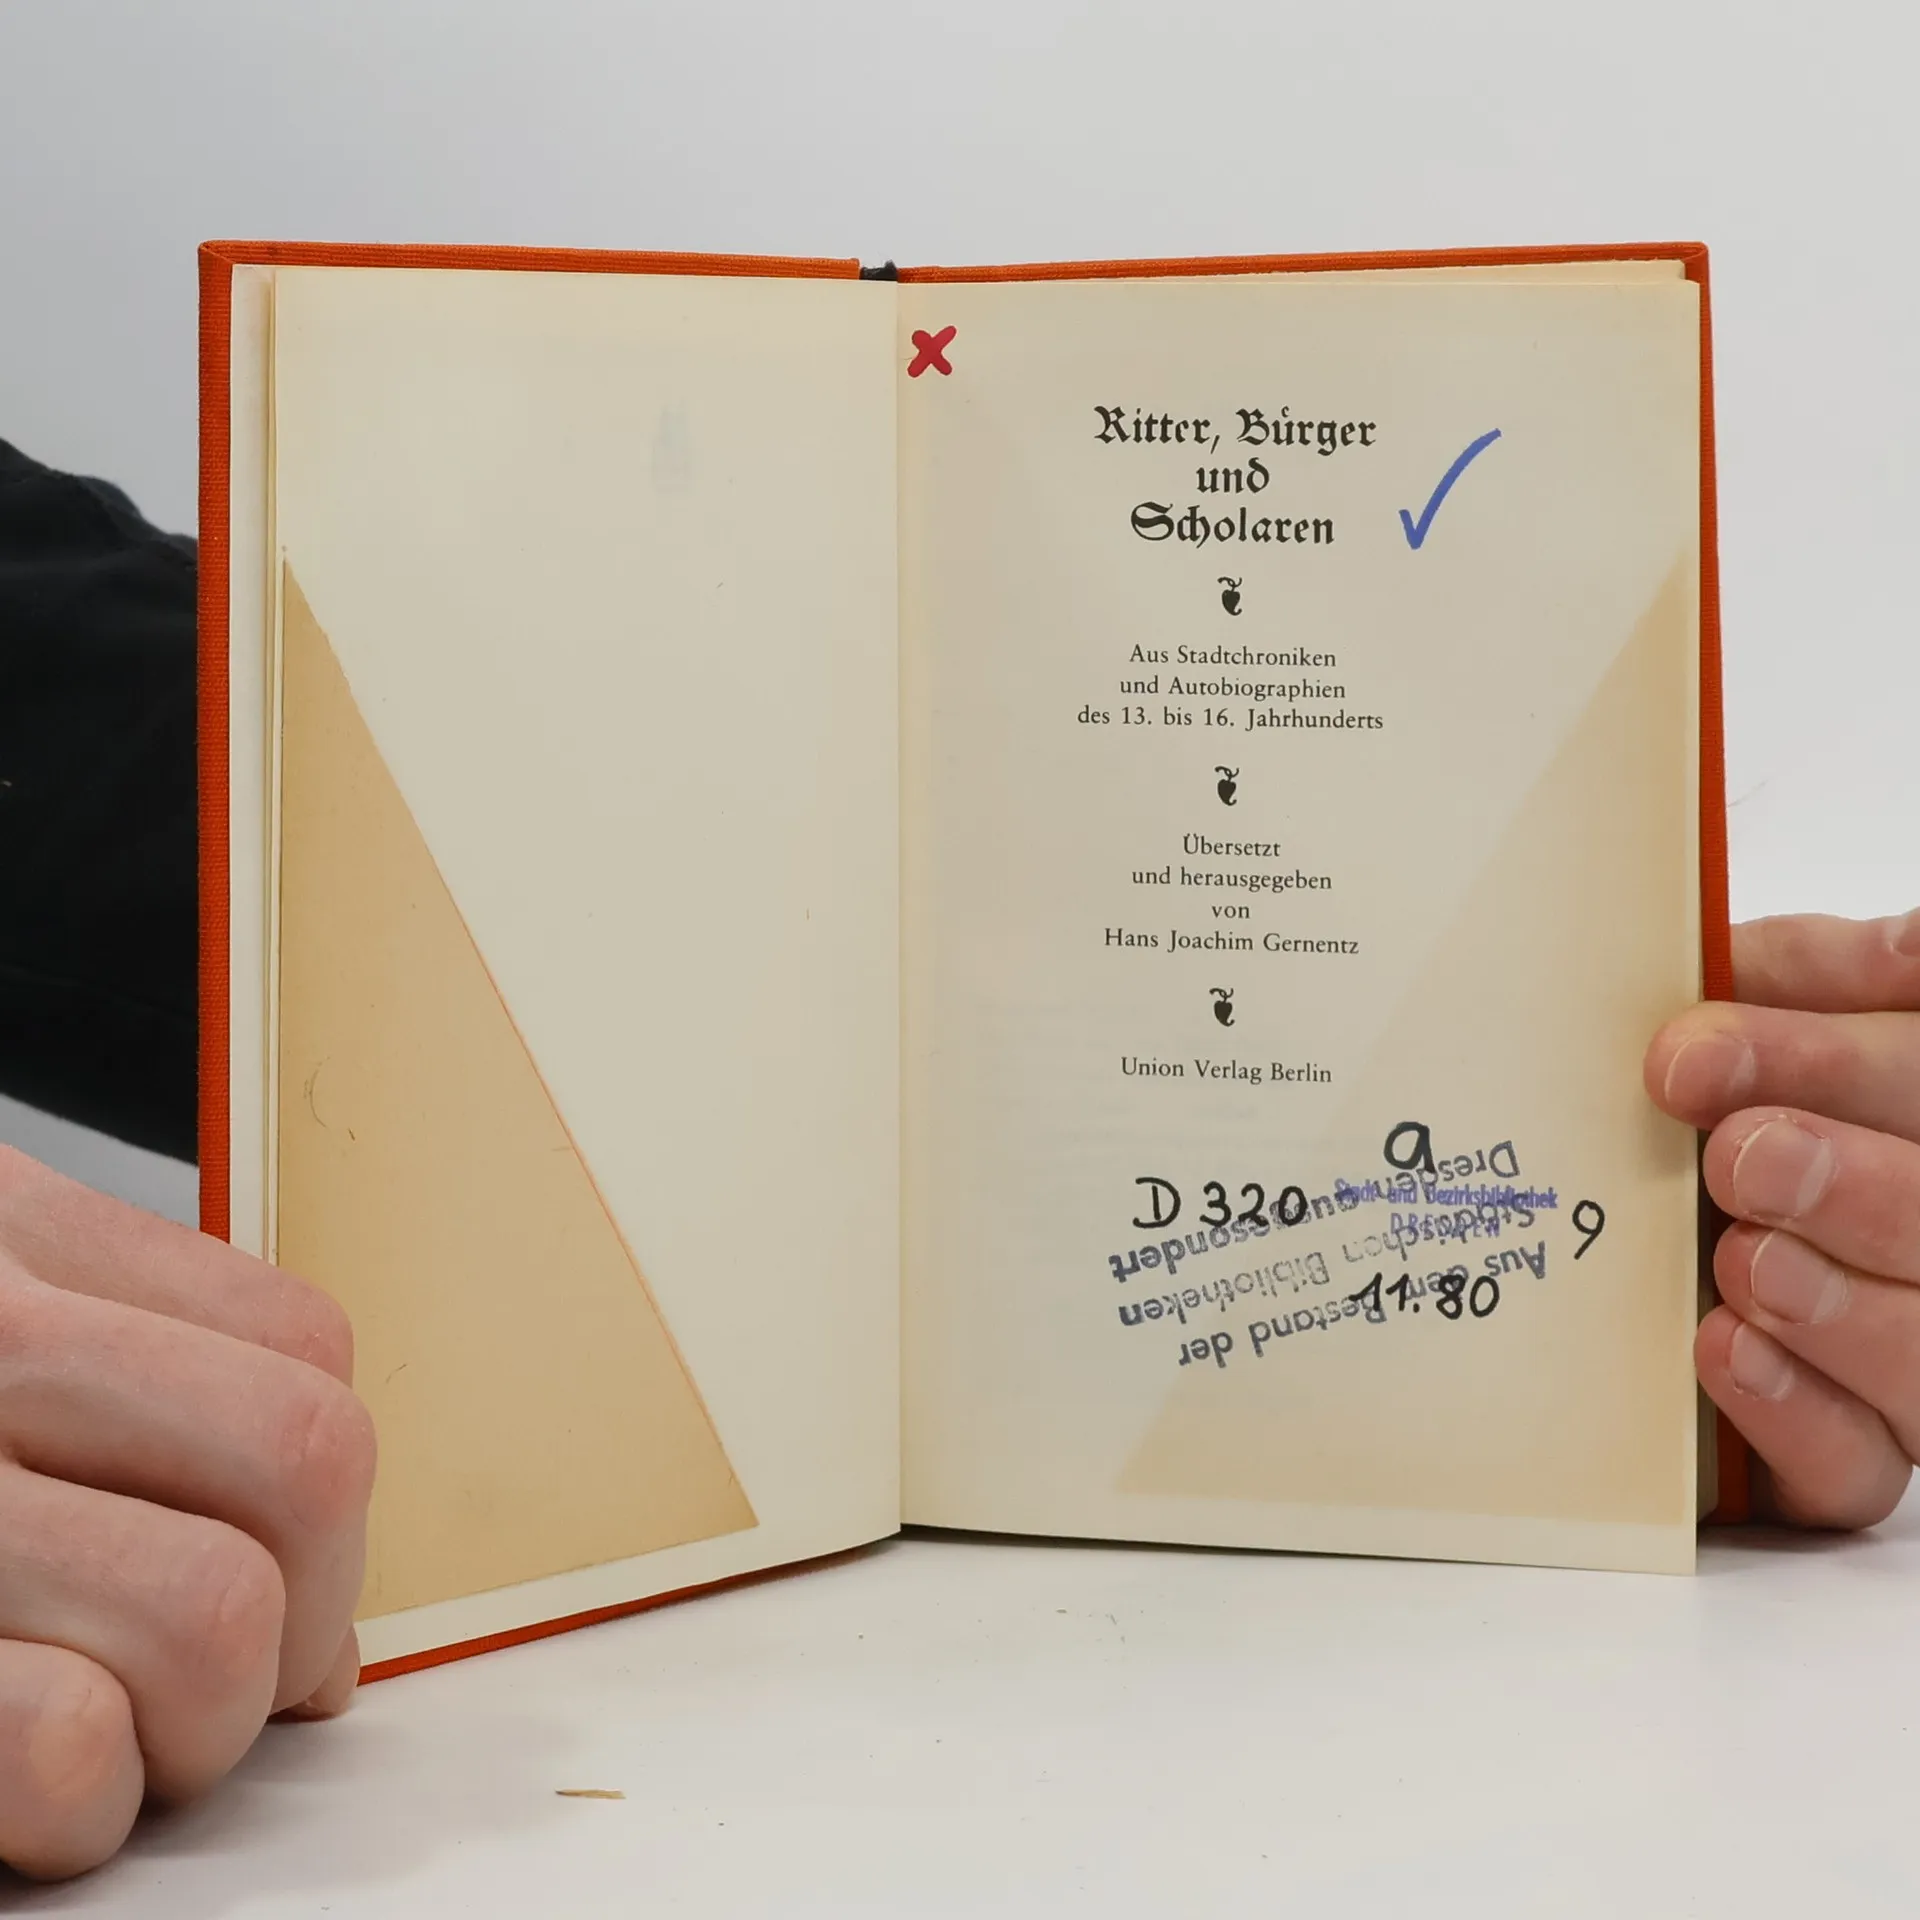 Ritter, Bürger
und
Scholaren
Aus Stadtchroniken
und Autobiographien
des 13. bis 16. Jahrhunderts
Übersetzt
und herausgegeben
von
Hans Joachim Gernentz
Union Verlag Berlin
a
D 320
9
11.80
Stadt- und Bezirksbibliothek
DRESDEN
Aus dem Bestand der
Städtischen Bibliotheken
Dresden ausgesondert